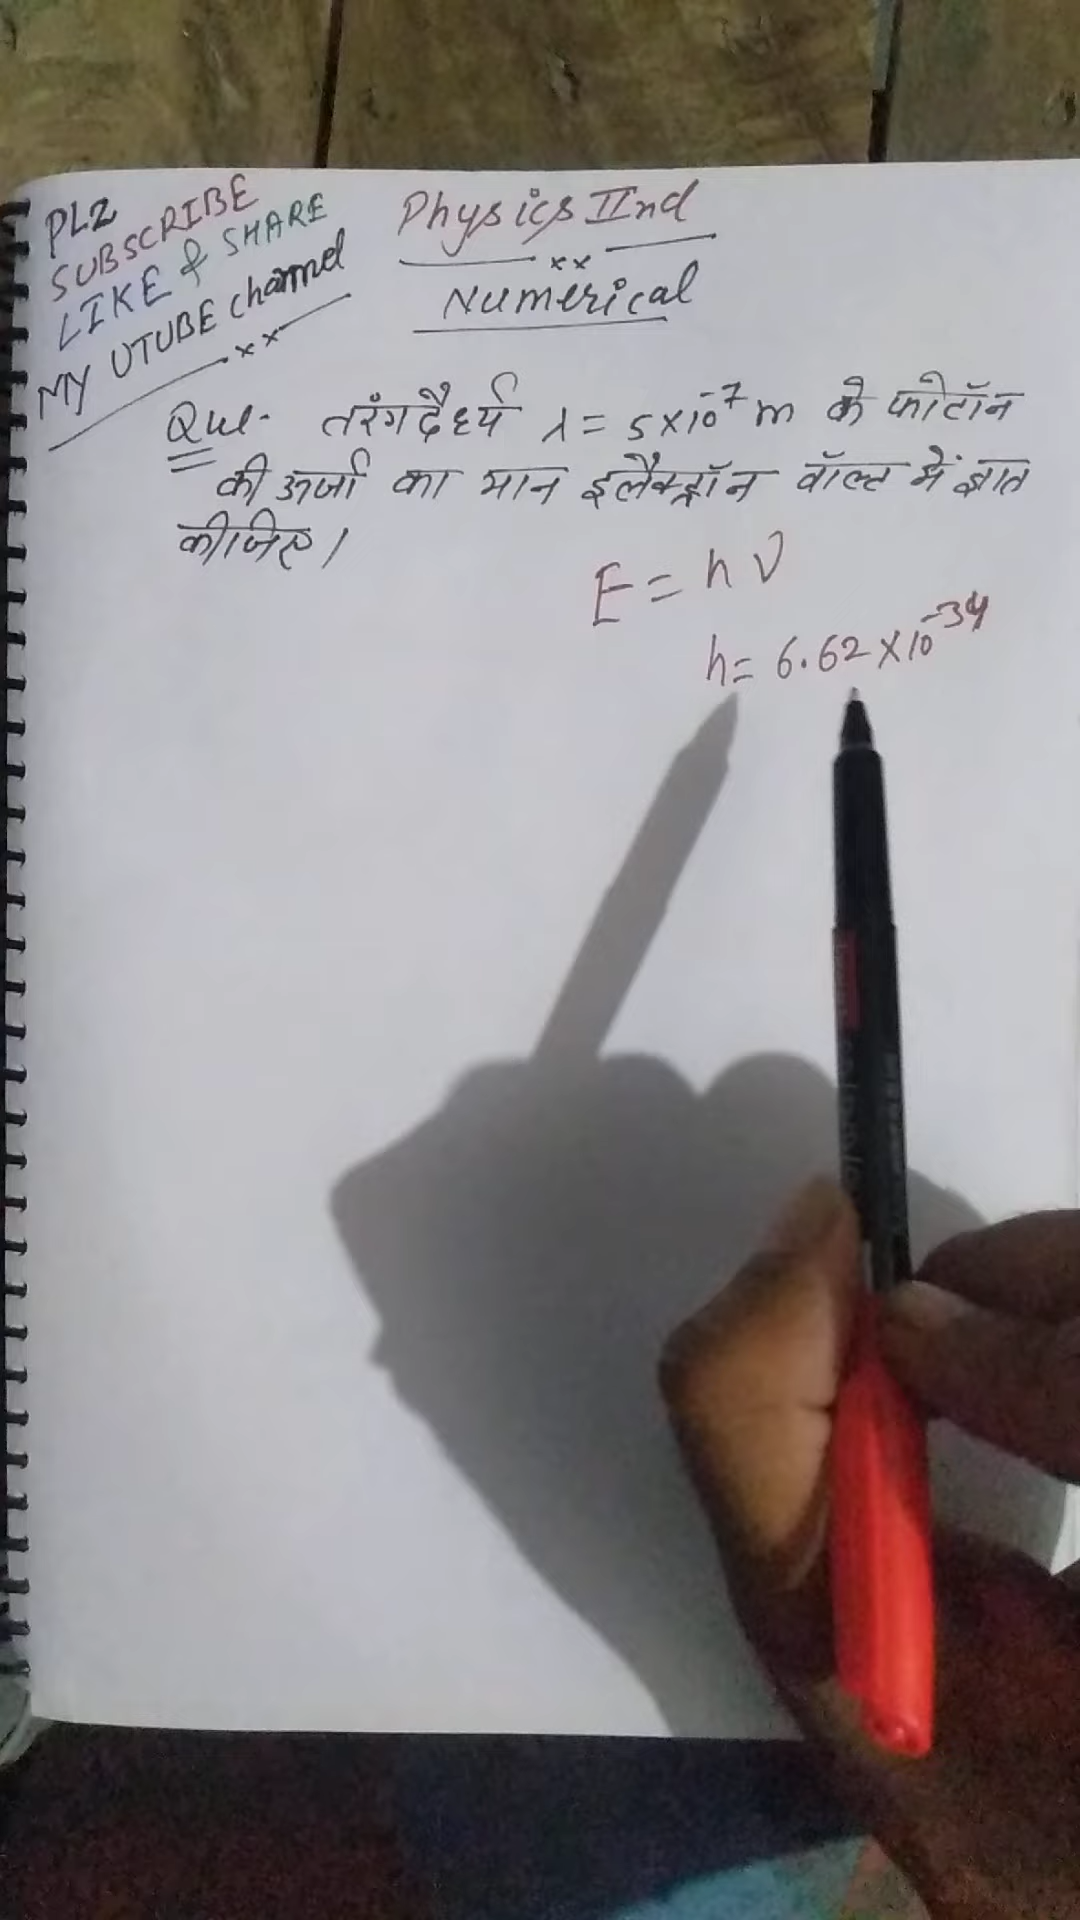 PLZ
SUBSCRIBE
LIKE & SHARE
MY UTUBE channel
Physics IInd
Numerical
Que- तरंगदैर्ध्य λ = 5×10⁻⁷ m के फोटॉन
की ऊर्जा का मान इलैक्ट्रॉन वॉल्ट में ज्ञात
कीजिए।
E = hν
h = 6.62×10⁻³⁴